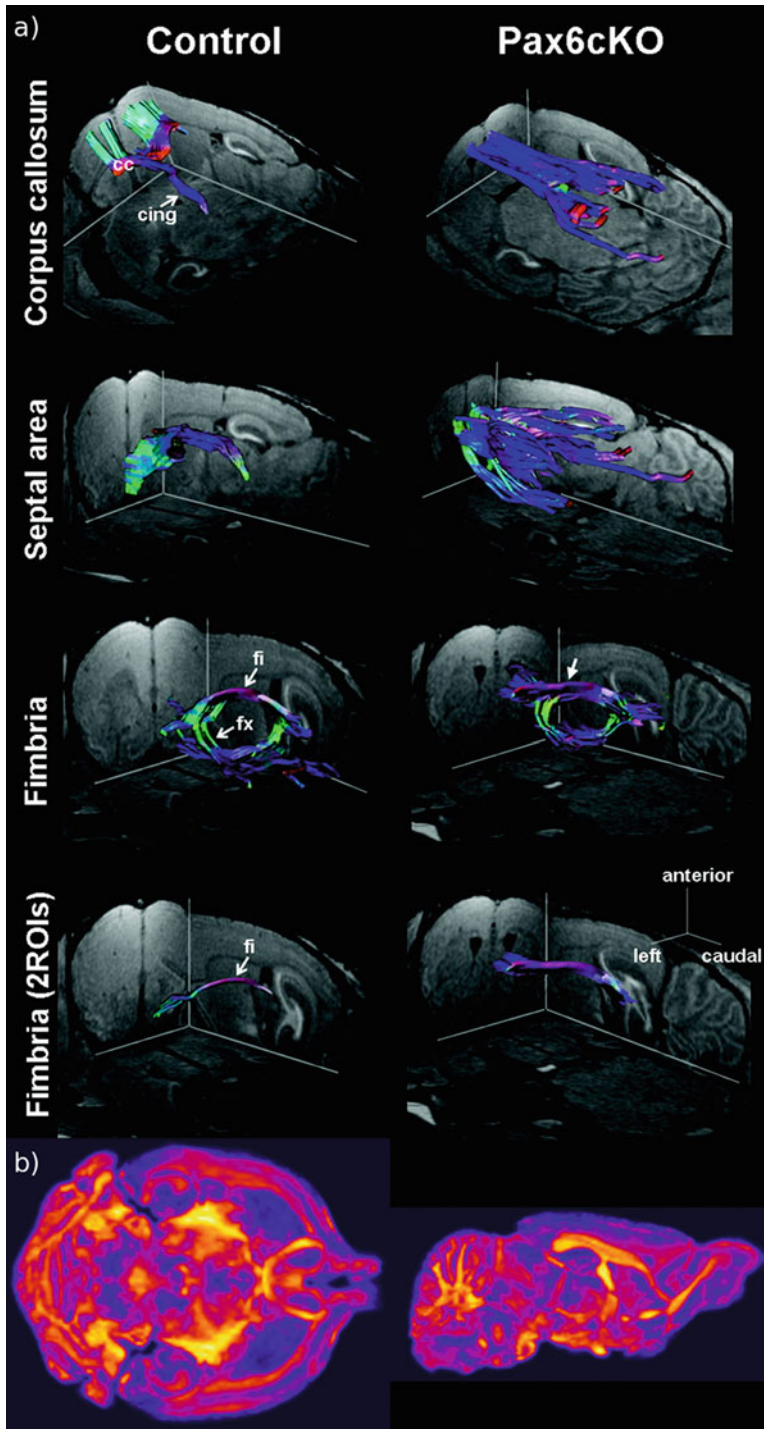 a)
Control
Pax6cKO
Corpus callosum
cc
cing
Septal area
Fimbria
fi
fx
Fimbria (2ROIs)
fi
anterior
left
caudal
b)